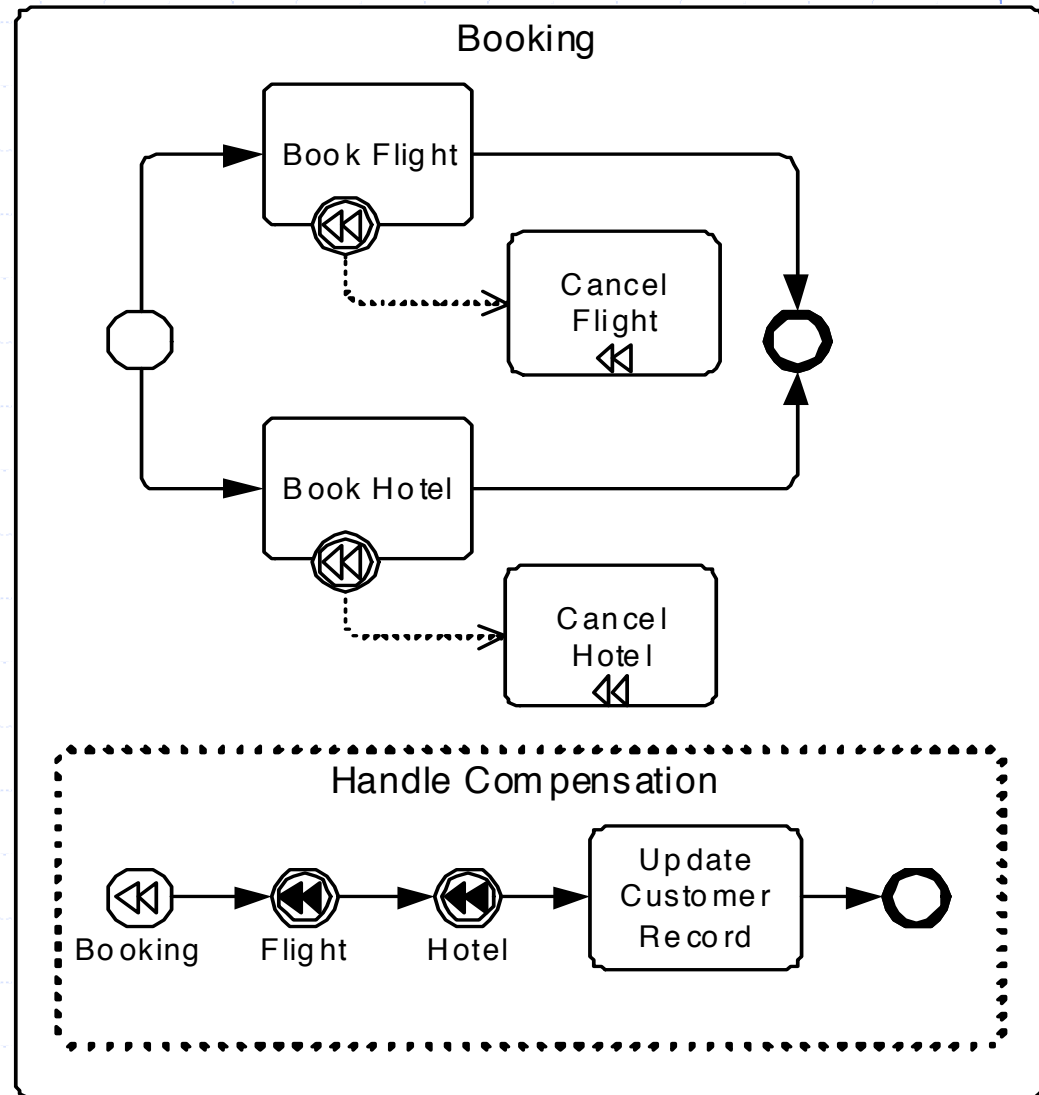 Booking
Book Flight
Cancel
Flight
Book Hotel
Cancel
Hotel
Handle Compensation
Update
Customer
Record
Booking
Flight
Hotel